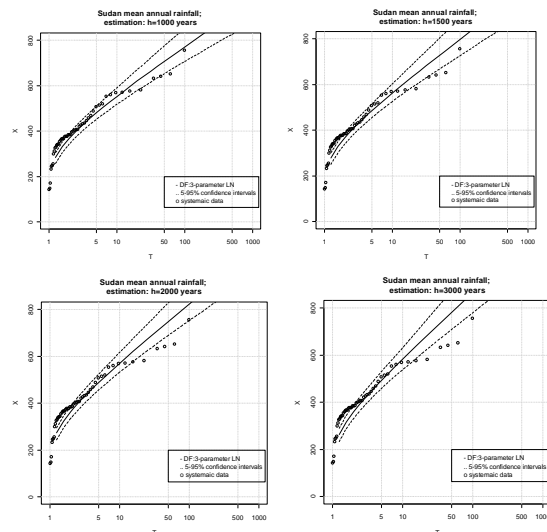 Sudan mean annual rainfall;
estimation: h=1000 years
X
0 200 400 600 800
1 5 10 50 100 500 1000
T
- DF:3-parameter LN
.. 5-95% confidence intervals
o systemaic data
Sudan mean annual rainfall;
estimation: h=1500 years
X
0 200 400 600 800
1 5 10 50 100 500 1000
T
- DF:3-parameter LN
.. 5-95% confidence intervals
o systemaic data
Sudan mean annual rainfall;
estimation: h=2000 years
X
0 200 400 600 800
1 5 10 50 100 500 1000
T
- DF:3-parameter LN
.. 5-95% confidence intervals
o systemaic data
Sudan mean annual rainfall;
estimation: h=3000 years
X
0 200 400 600 800
1 5 10 50 100 500 1000
T
- DF:3-parameter LN
.. 5-95% confidence intervals
o systemaic data